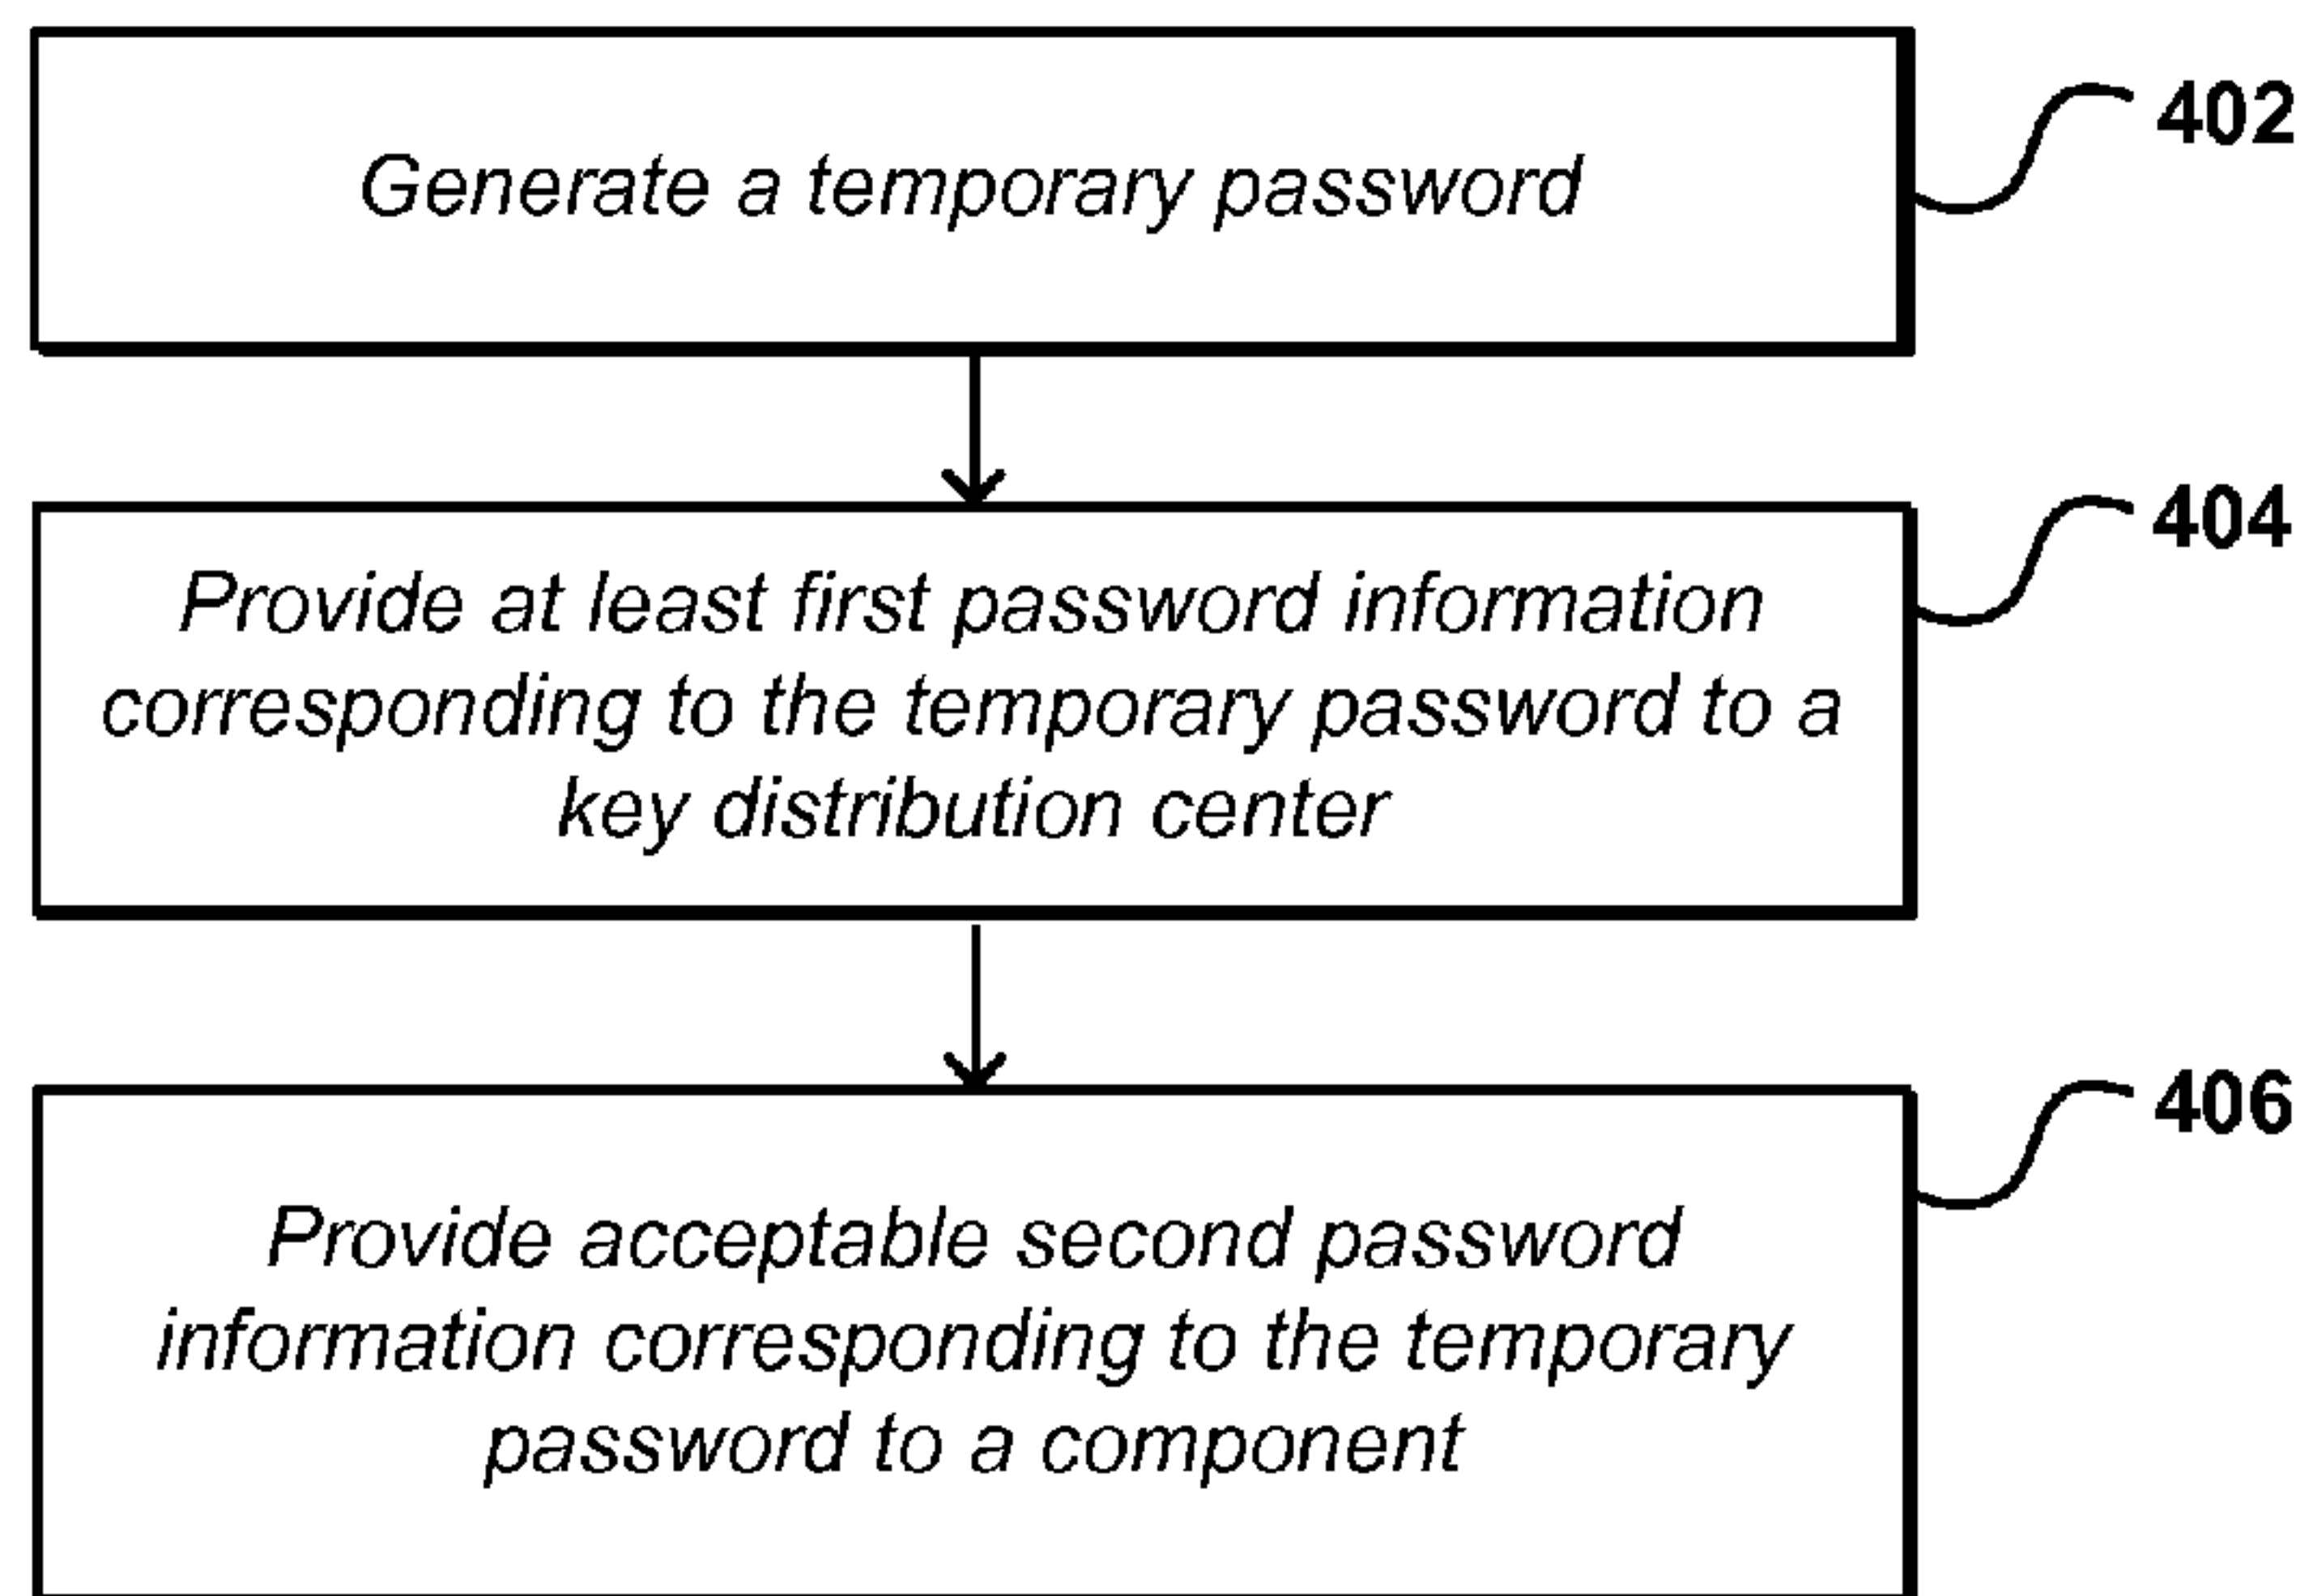 Generate a temporary password
402
Provide at least first password information
corresponding to the temporary password to a
key distribution center
404
Provide acceptable second password
information corresponding to the temporary
password to a component
406